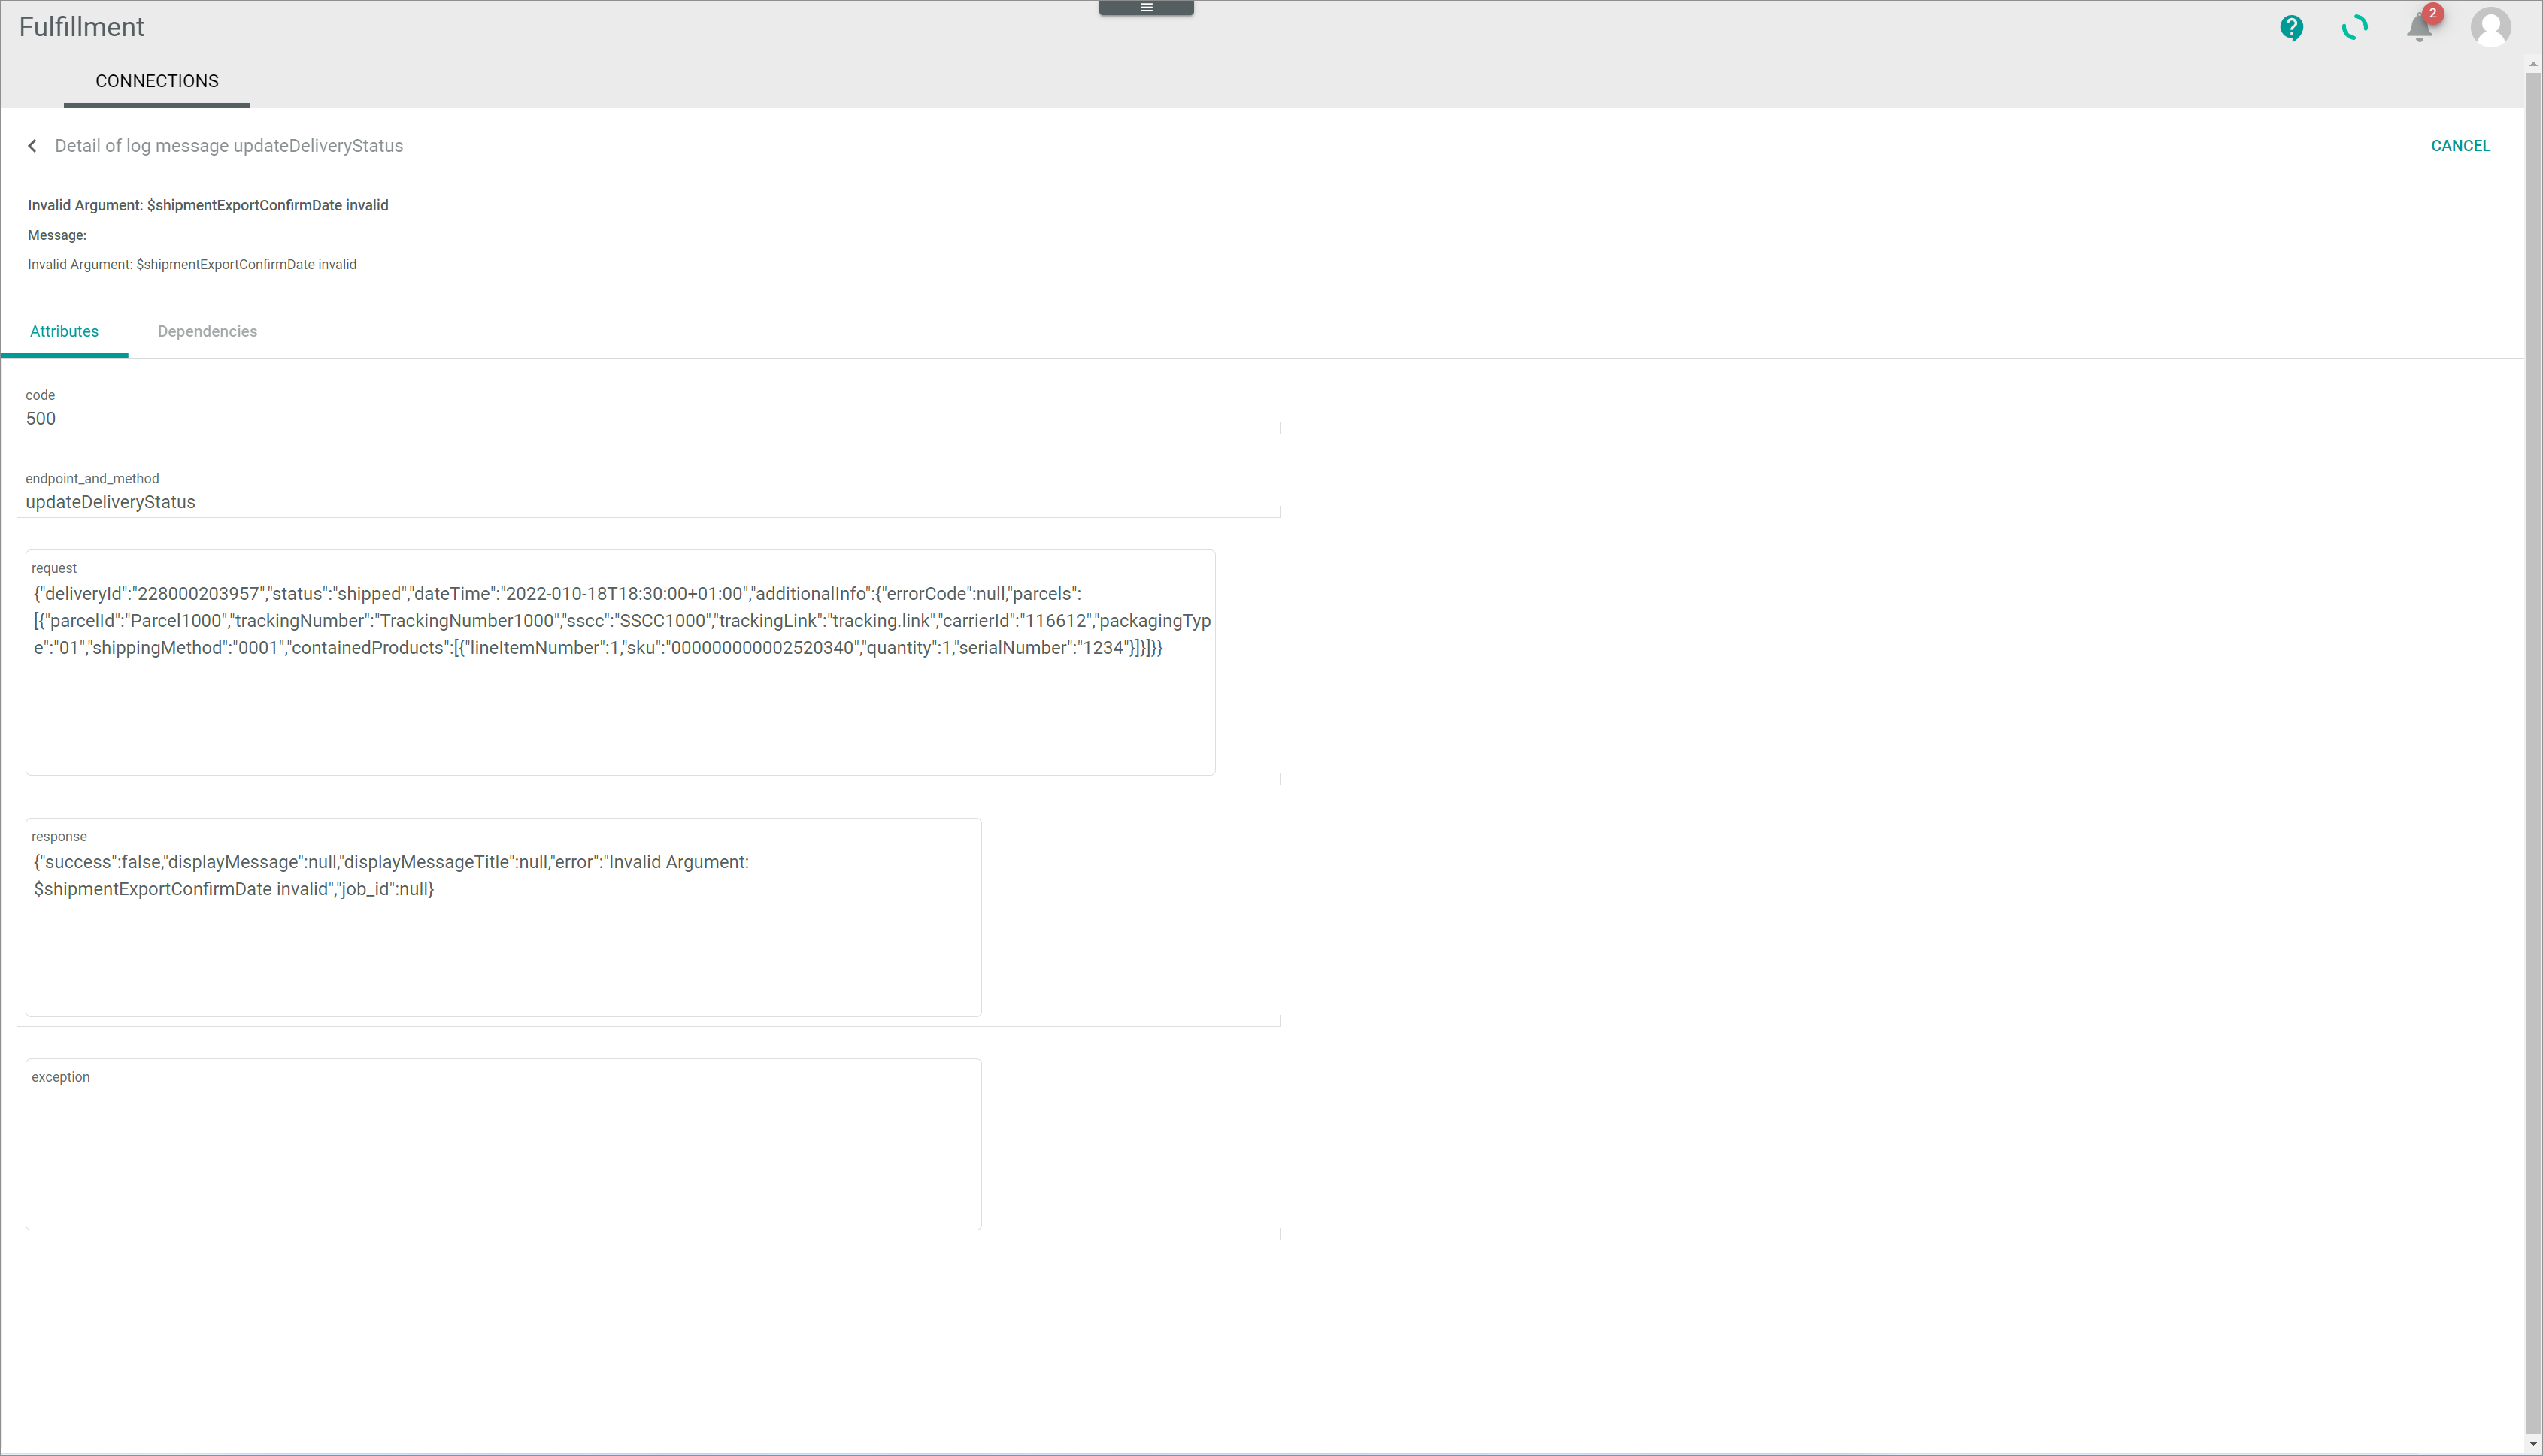 Fulfillment
2
CONNECTIONS
Detail of log message updateDeliveryStatus
CANCEL
Invalid Argument: $shipmentExportConfirmDate invalid
Message:
Invalid Argument: $shipmentExportConfirmDate invalid
Attributes
Dependencies
code
500
endpoint_and_method
updateDeliveryStatus
request
{"deliveryId":"228000203957","status":"shipped","dateTime":"2022-010-18T18:30:00+01:00","additionalInfo":{"errorCode":null,"parcels":
[{"parcelId":"Parcel1000","trackingNumber":"TrackingNumber1000","sscc":"SSCC1000","trackingLink":"tracking.link","carrierId":"116612","packagingTyp
e":"01","shippingMethod":"0001","containedProducts":[{"lineItemNumber":1,"sku":"000000000002520340","quantity":1,"serialNumber":"1234"}]}]}}
response
{"success":false,"displayMessage":null,"displayMessageTitle":null,"error":"Invalid Argument:
$shipmentExportConfirmDate invalid","job_id":null}
exception